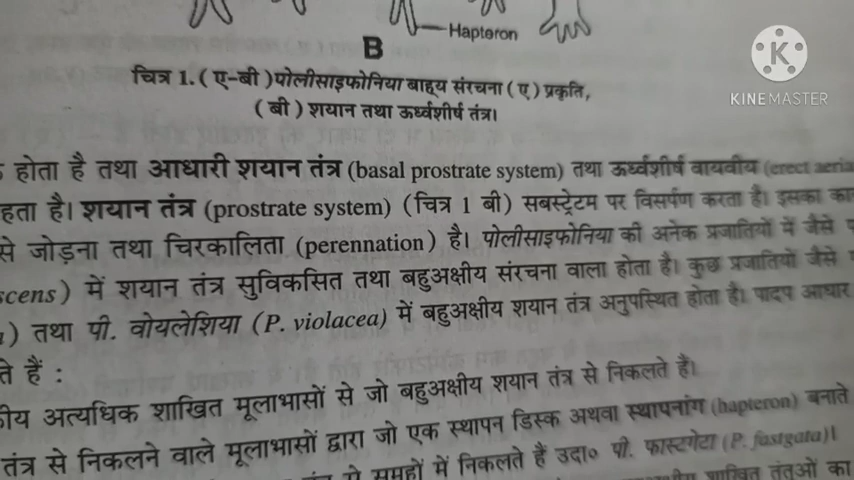 Hapteron
B
KINEMASTER
चित्र 1. ( ए-बी ) पोलीसाइफोनिया बाह्य संरचना ( ए ) प्रकृति,
( बी ) शयान तथा ऊर्ध्वशीर्ष तंत्र।
होता है तथा आधारी शयान तंत्र (basal prostrate system) तथा ऊर्ध्वशीर्ष वायवीय (erect aeria
हता है। शयान तंत्र (prostrate system) (चित्र 1 बी) सबस्ट्रेटम पर विसर्पण करता है। इसका का
से जोड़ना तथा चिरकालिता (perennation) है। पोलीसाइफोनिया की अनेक प्रजातियों में जैसे
scens) में शयान तंत्र सुविकसित तथा बहुअक्षीय संरचना वाला होता है। कुछ प्रजातियों जैसे
) तथा पी. वोयलेशिया (P. violacea) में बहुअक्षीय शयान तंत्र अनुपस्थित होता है। पादप आधार
ते हैं :
ीय अत्यधिक शाखित मूलाभासों से जो बहुअक्षीय शयान तंत्र से निकलते हैं।
तंत्र से निकलने वाले मूलाभासों द्वारा जो एक स्थापन डिस्क अथवा स्थापनांग (hapteron) बनाते
से समूहों में निकलते हैं उदा० पी. फास्टगेटा (P. fastgata)।
शाखित तंतुओं का